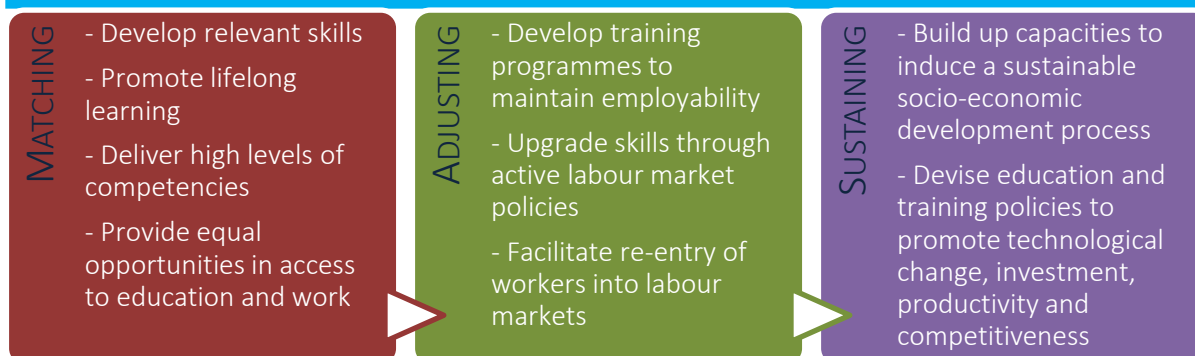 MATCHING
- Develop relevant skills
- Promote lifelong
learning
- Deliver high levels of
competencies
- Provide equal
opportunities in access
to education and work
ADJUSTING
- Develop training
programmes to
maintain employability
- Upgrade skills through
active labour market
policies
- Facilitate re-entry of
workers into labour
markets
SUSTAINING
- Build up capacities to
induce a sustainable
socio-economic
development process
- Devise education and
training policies to
promote technological
change, investment,
productivity and
competitiveness